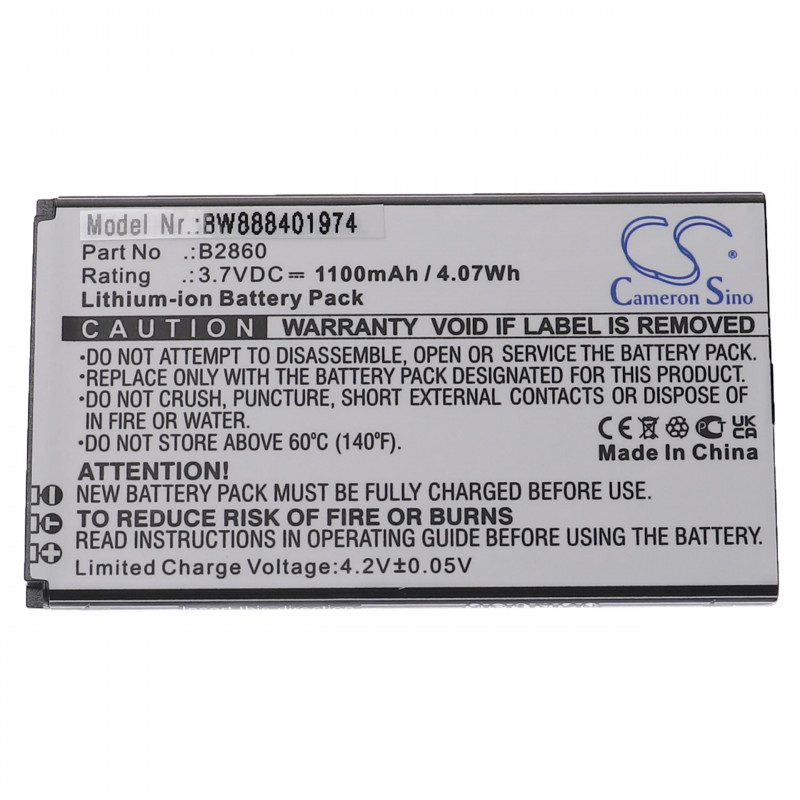 Model Nr.:BW888401974
Part No .:B2860
Rating .:3.7VDC⎓ 1100mAh / 4.07Wh
Lithium-ion Battery Pack
CS
®
Cameron Sino
CAUTION WARRANTY VOID IF LABEL IS REMOVED
•DO NOT ATTEMPT TO DISASSEMBLE, OPEN OR SERVICE THE BATTERY PACK.
•REPLACE ONLY WITH THE BATTERY PACK DESIGNATED FOR THIS PRODUCT.
•DO NOT CRUSH, PUNCTURE, SHORT EXTERNAL CONTACTS OR DISPOSE OF
IN FIRE OR WATER.
•DO NOT STORE ABOVE 60℃ (140℉).
CE UKCA
Made In China
ATTENTION!
NEW BATTERY PACK MUST BE FULLY CHARGED BEFORE USE.
TO REDUCE RISK OF FIRE OR BURNS
READ INSTRUCTIONS IN OPERATING GUIDE BEFORE USING THE BATTERY.
Limited Charge Voltage:4.2V±0.05V